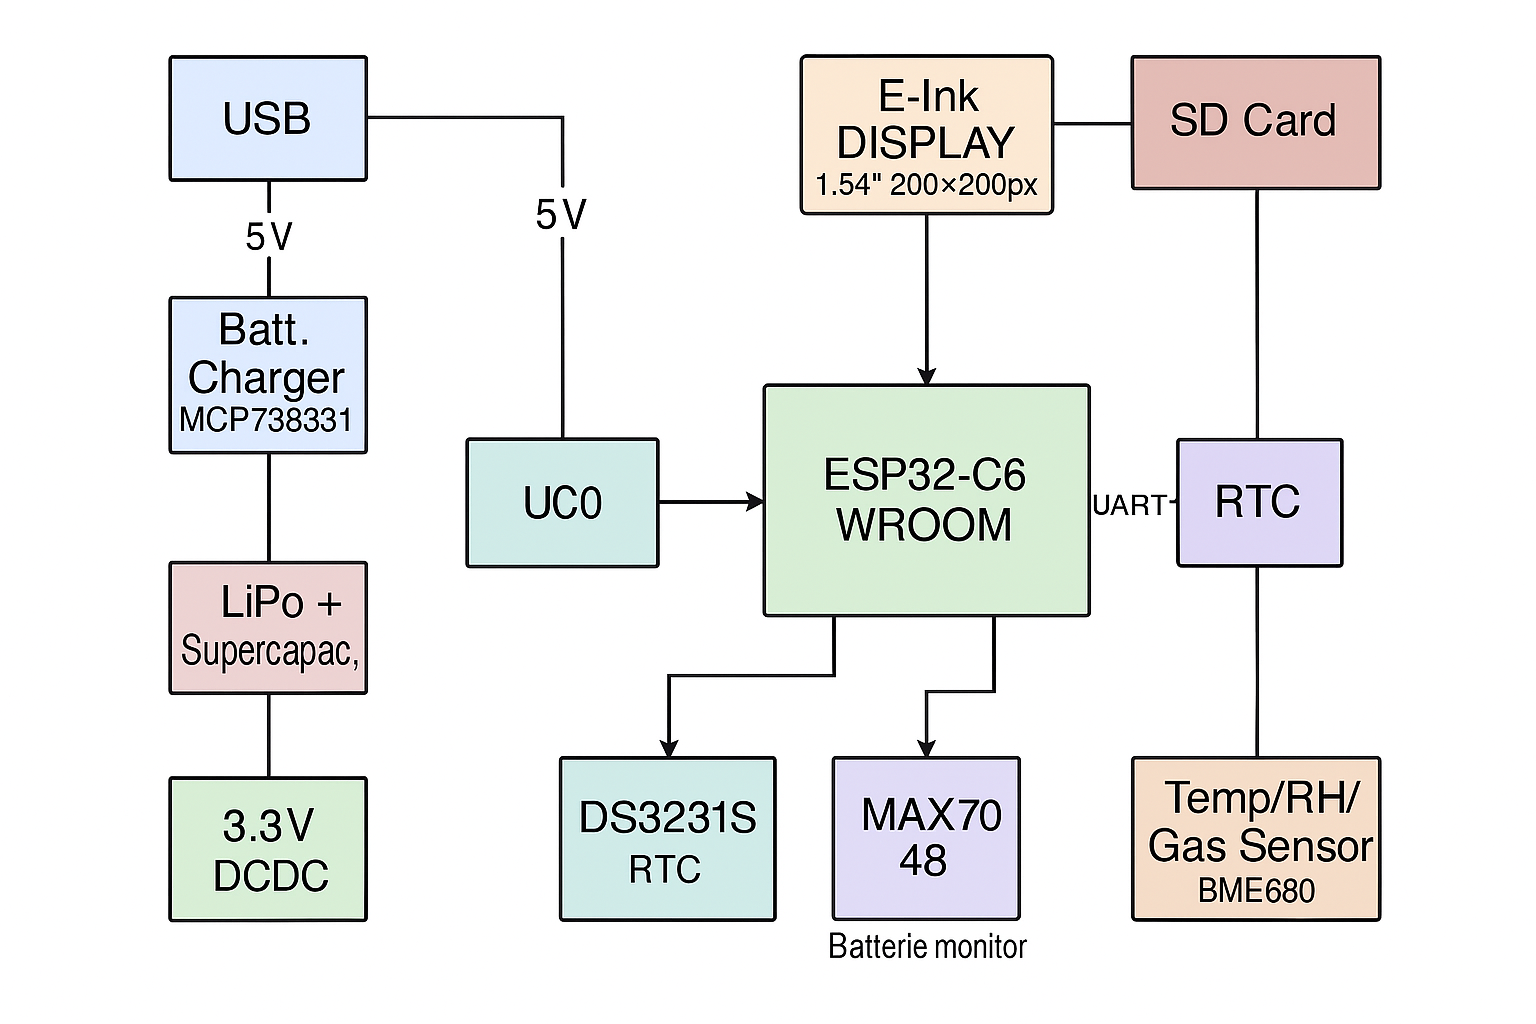 USB
5V
Batt.
Charger
MCP738331
LiPo +
Supercapac,
3.3V
DCDC
5V
UC0
E-Ink
DISPLAY
1.54" 200×200px
SD Card
ESP32-C6
WROOM
UART
RTC
DS3231S
RTC
MAX70
48
Batterie monitor
Temp/RH/
Gas Sensor
BME680